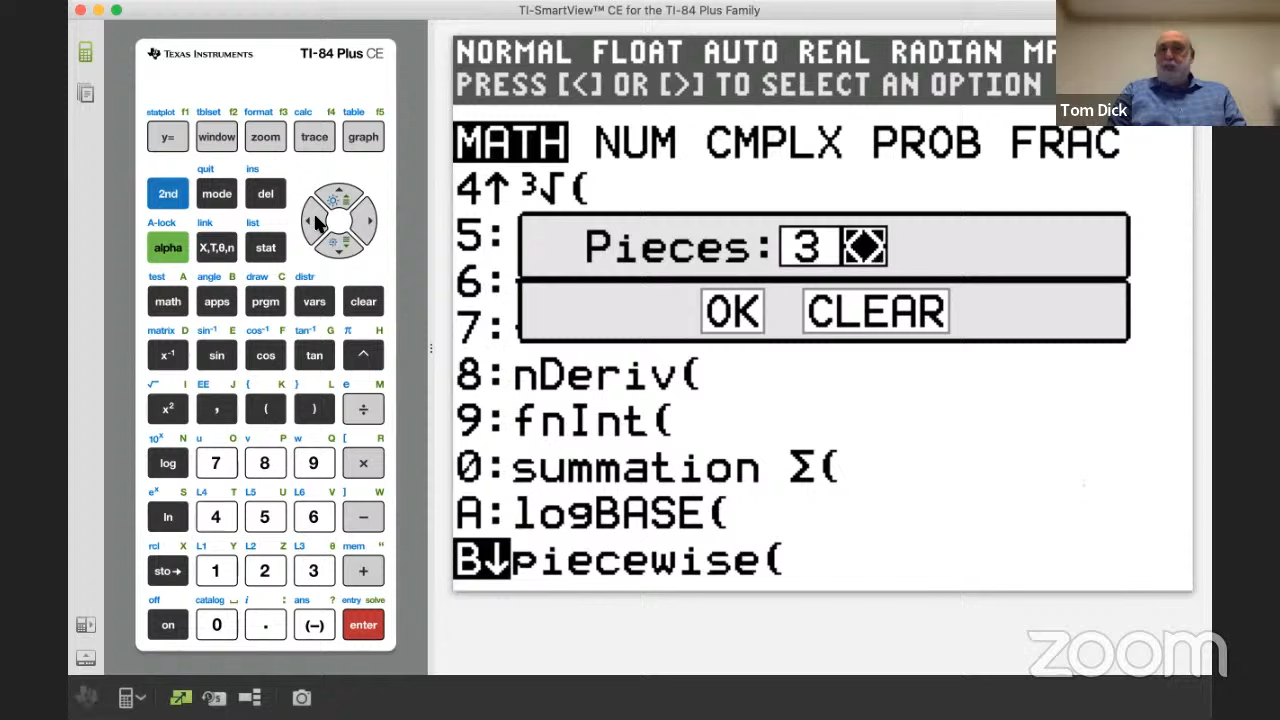 TI-SmartView™ CE for the TI-84 Plus Family
TEXAS INSTRUMENTS TI-84 Plus CE
statplot f1 tblset f2 format f3 calc f4 table f5
y= window zoom trace graph
quit ins
2nd mode del
A-lock link list
alpha X,T,θ,n stat
test A angle B draw C distr
math apps prgm vars clear
matrix D sin⁻¹ E cos⁻¹ F tan⁻¹ G π H
x⁻¹ sin cos tan ^
√ I EE J { K } L e M
x² , ( ) ÷
10ˣ N u O v P w Q [ R
log 7 8 9 ×
eˣ S L4 T L5 U L6 V ] W
ln 4 5 6 −
rcl X L1 Y L2 Z L3 θ mem "
sto→ 1 2 3 +
off catalog ⎵ i : ans ? entry solve
on 0 . (−) enter
NORMAL FLOAT AUTO REAL RADIAN
PRESS [<] OR [>] TO SELECT AN OPTION
Tom Dick
MATH NUM CMPLX PROB FRAC
4↑³√(
5:
6:
7:
Pieces: 3
OK CLEAR
8:nDeriv(
9:fnInt(
0:summation Σ(
A:logBASE(
B↓piecewise(
zoom